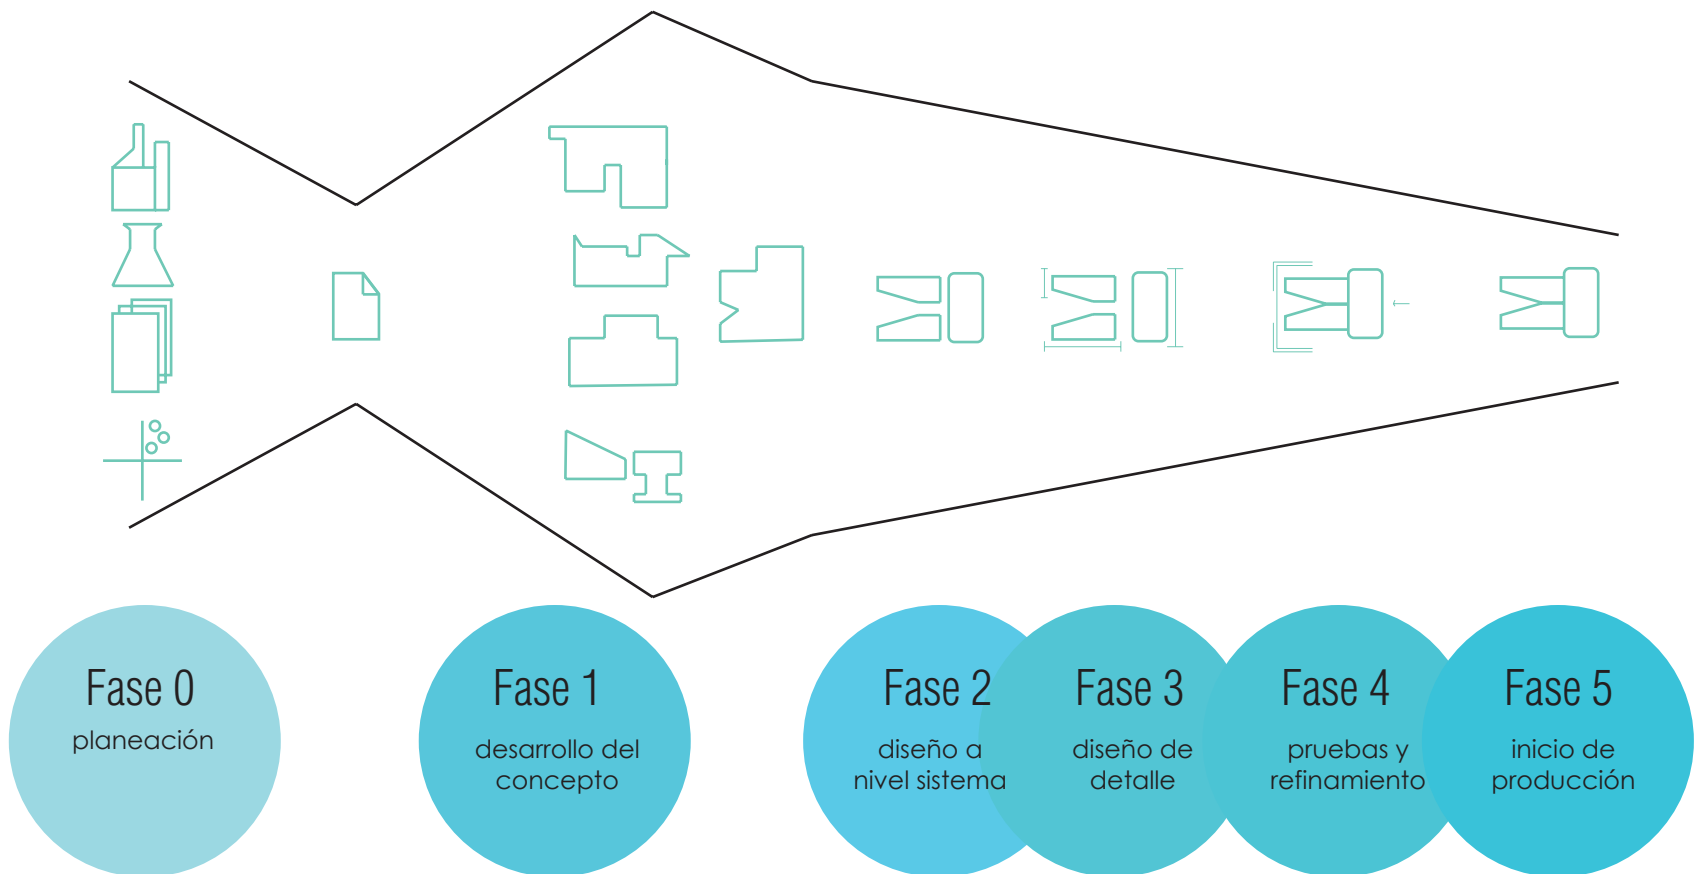 Fase 0
planeación
Fase 1
desarrollo del
concepto
Fase 2
diseño a
nivel sistema
Fase 3
diseño de
detalle
Fase 4
pruebas y
refinamiento
Fase 5
inicio de
producción